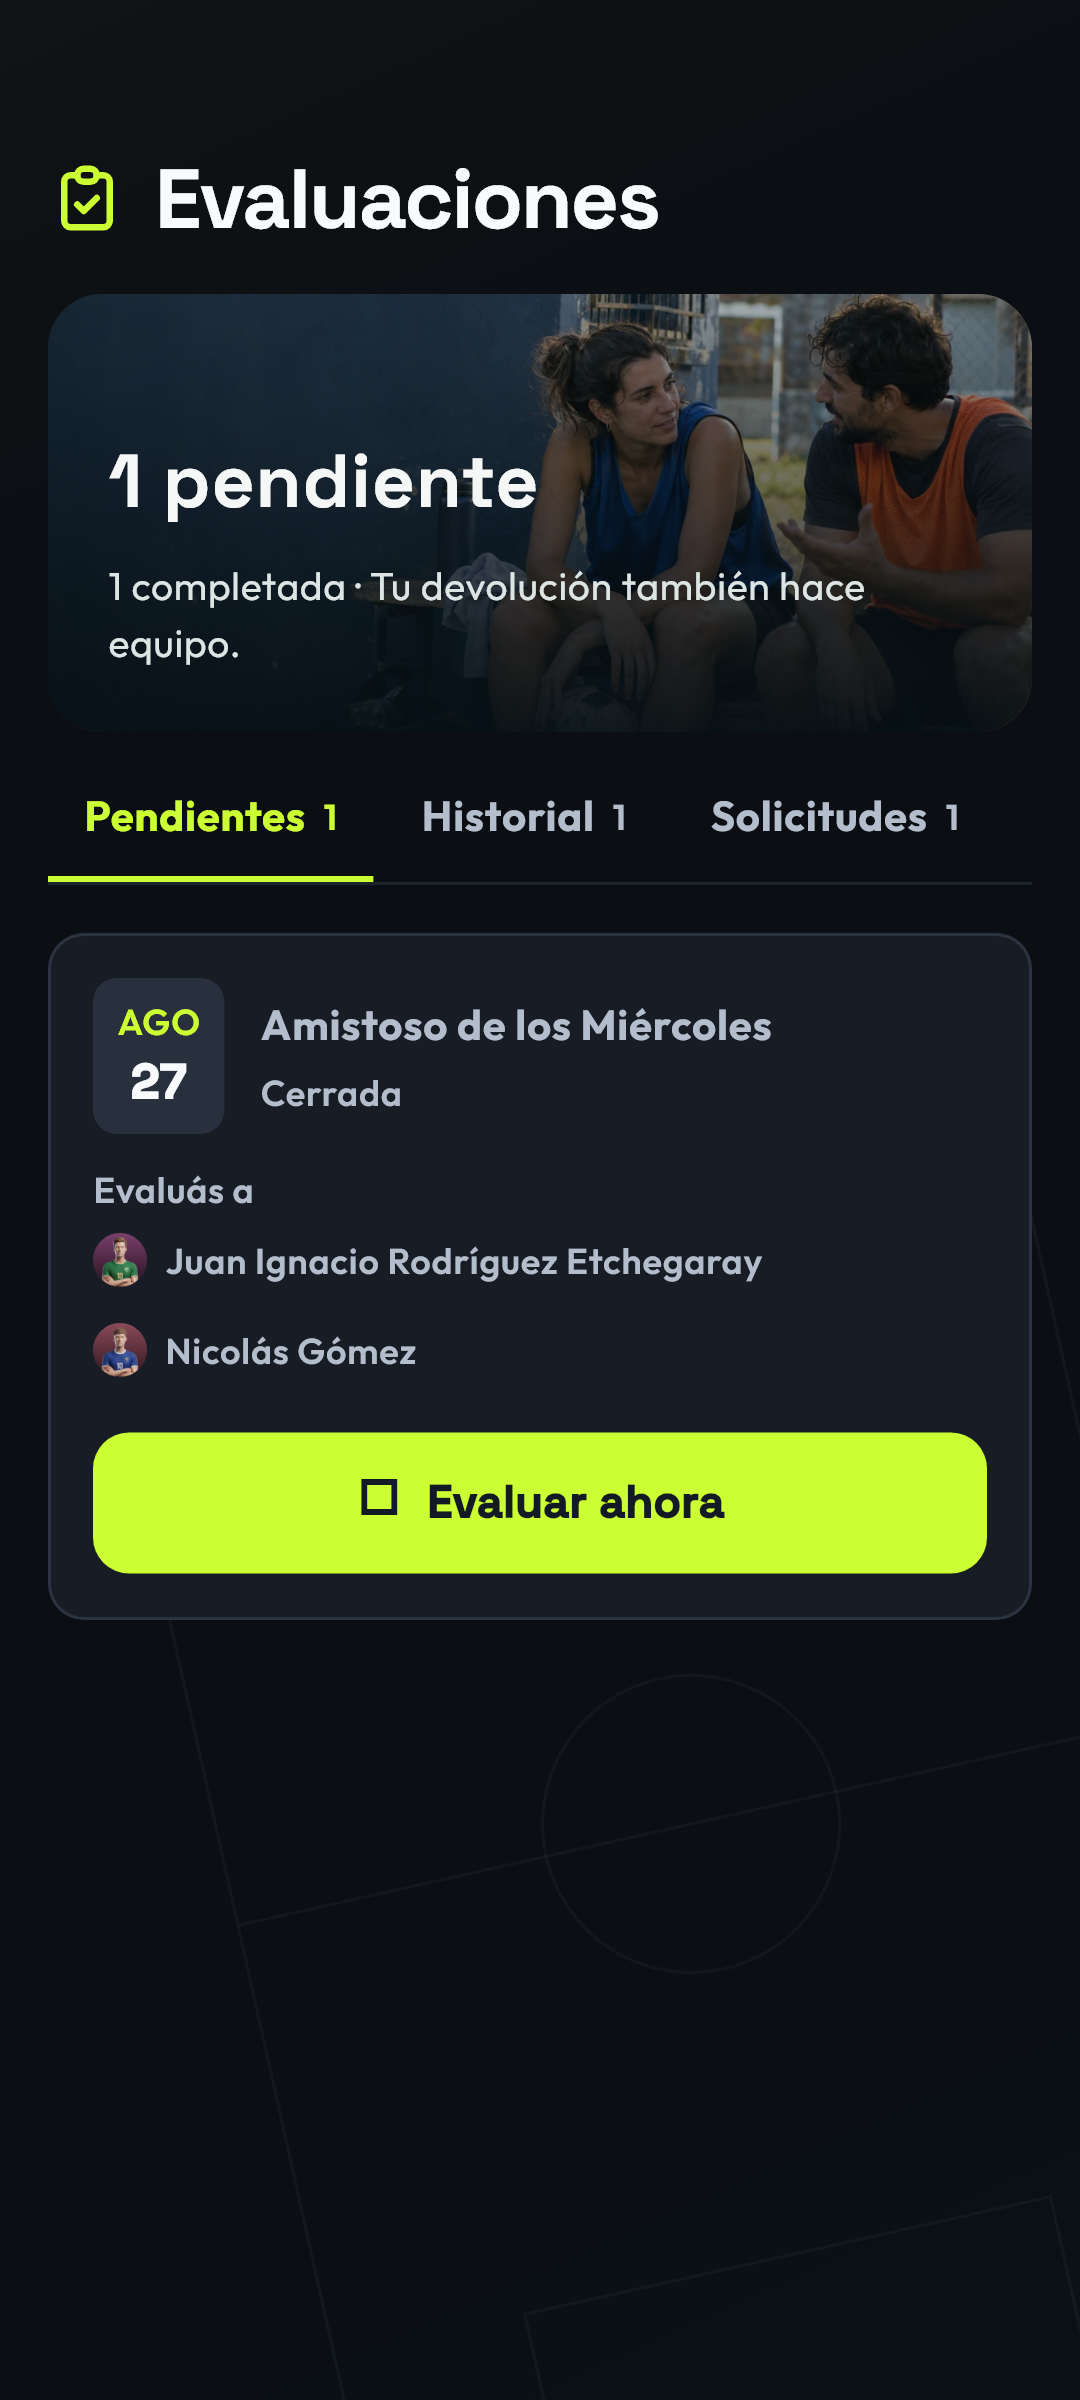 Evaluaciones
1 pendiente
1 completada · Tu devolución también hace
equipo.
Pendientes 1 Historial 1 Solicitudes 1
AGO
27
Amistoso de los Miércoles
Cerrada
Evaluás a
Juan Ignacio Rodríguez Etchegaray
Nicolás Gómez
Evaluar ahora